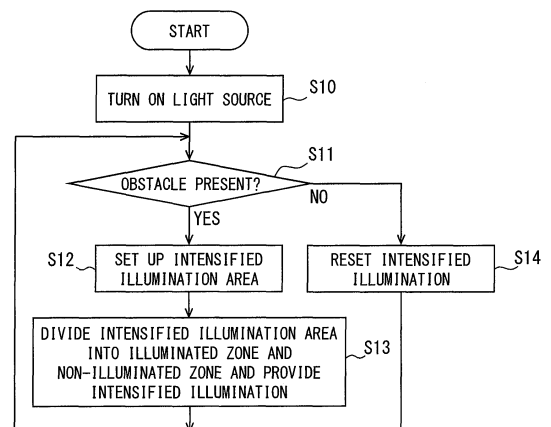 START
TURN ON LIGHT SOURCE
S10
OBSTACLE PRESENT?
S11
NO
YES
S12
SET UP INTENSIFIED
ILLUMINATION AREA
RESET INTENSIFIED
ILLUMINATION
S14
DIVIDE INTENSIFIED ILLUMINATION AREA
INTO ILLUMINATED ZONE AND
NON-ILLUMINATED ZONE AND PROVIDE
INTENSIFIED ILLUMINATION
S13